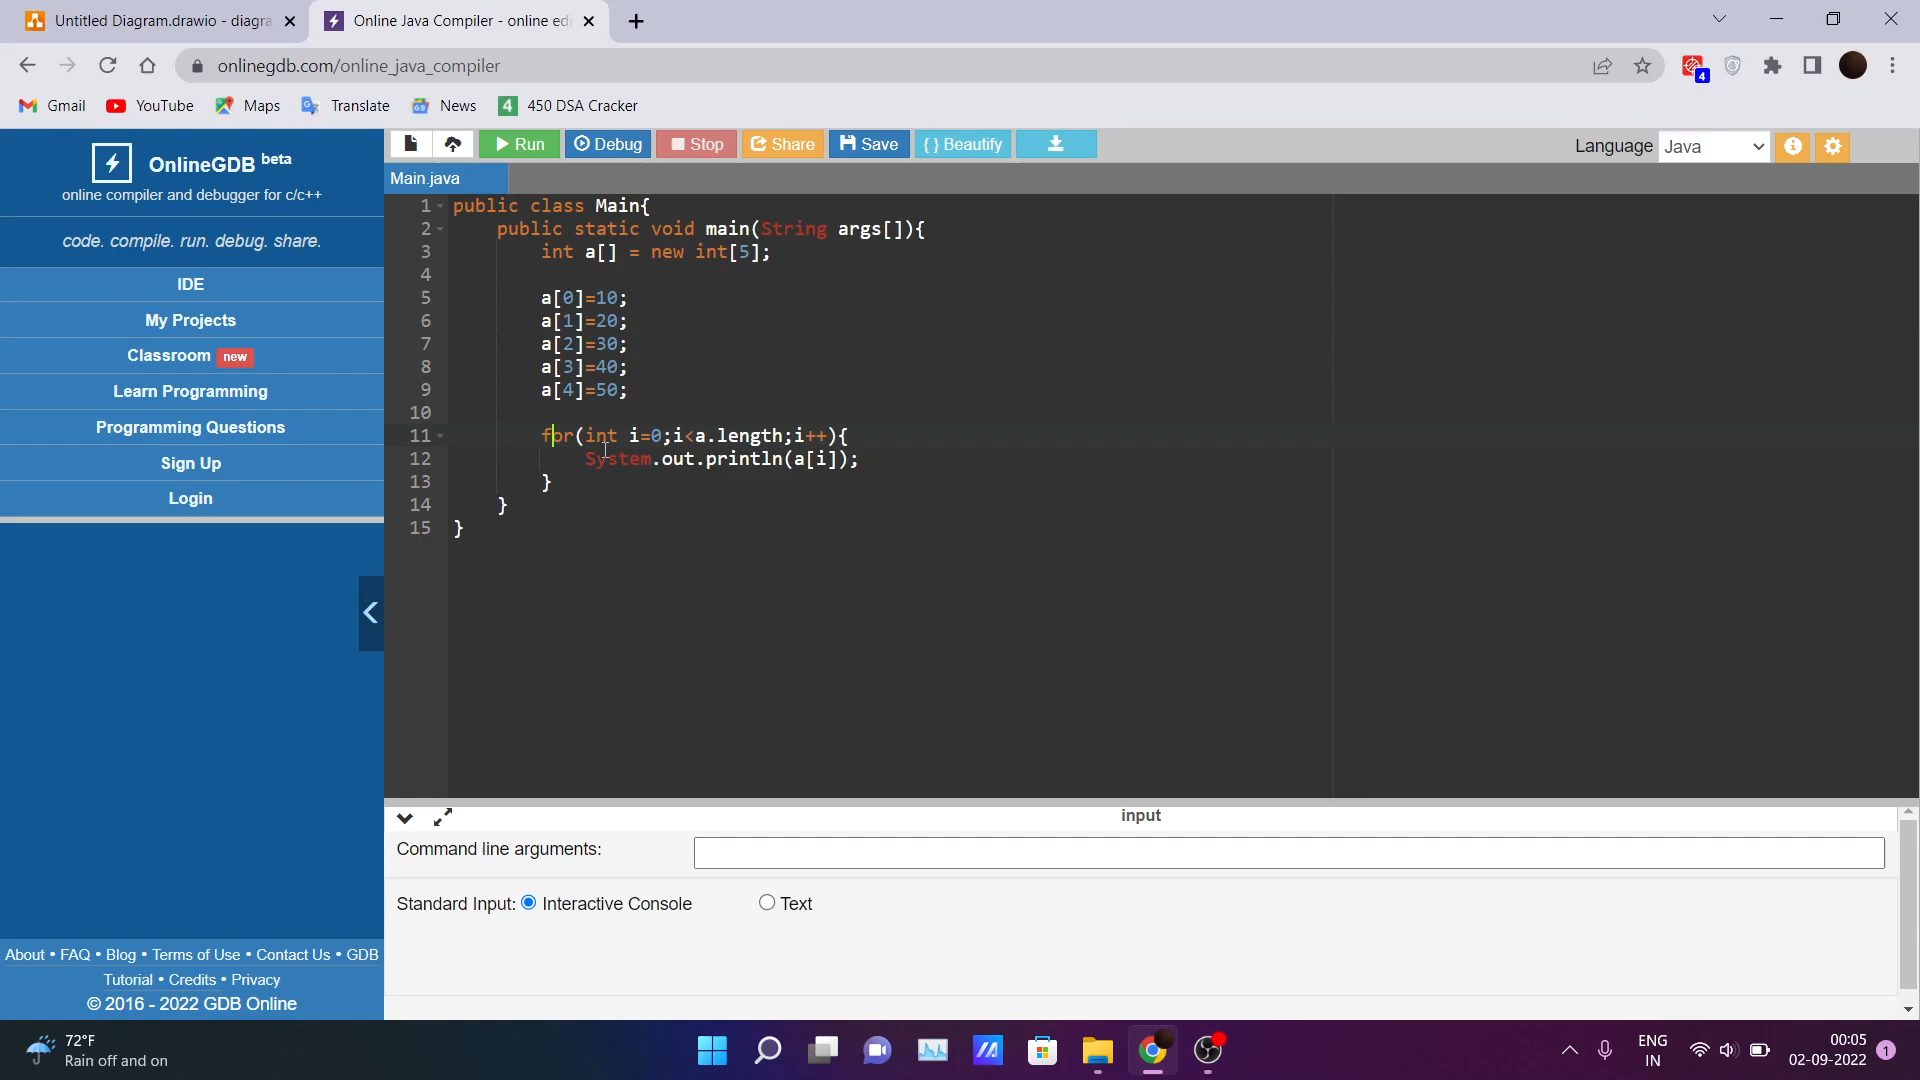 Untitled Diagram.drawio - diagra
Online Java Compiler - online edi
onlinegdb.com/online_java_compiler
4
Gmail YouTube Maps Translate News 4 450 DSA Cracker
OnlineGDB beta
online compiler and debugger for c/c++
code. compile. run. debug. share.
IDE
My Projects
Classroom new
Learn Programming
Programming Questions
Sign Up
Login
About • FAQ • Blog • Terms of Use • Contact Us • GDB
Tutorial • Credits • Privacy
© 2016 - 2022 GDB Online
Run Debug Stop Share Save { } Beautify
Language Java
Main.java
1 public class Main{
2 public static void main(String args[]){
3 int a[] = new int[5];
4
5 a[0]=10;
6 a[1]=20;
7 a[2]=30;
8 a[3]=40;
9 a[4]=50;
10
11 for(int i=0;i<a.length;i++){
12 System.out.println(a[i]);
13 }
14 }
15 }
input
Command line arguments:
Standard Input: Interactive Console Text
72°F
Rain off and on
ENG
IN
00:05
02-09-2022
1